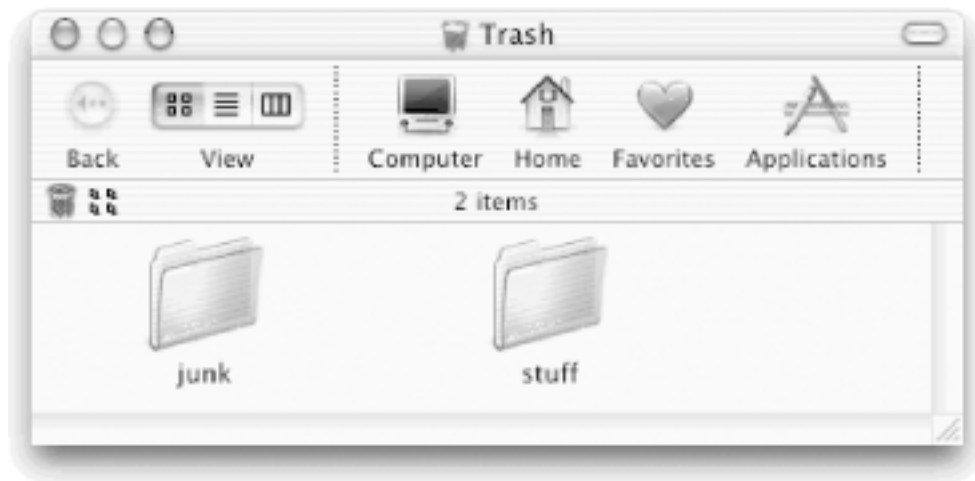 Trash
Back View Computer Home Favorites Applications
2 items
junk stuff